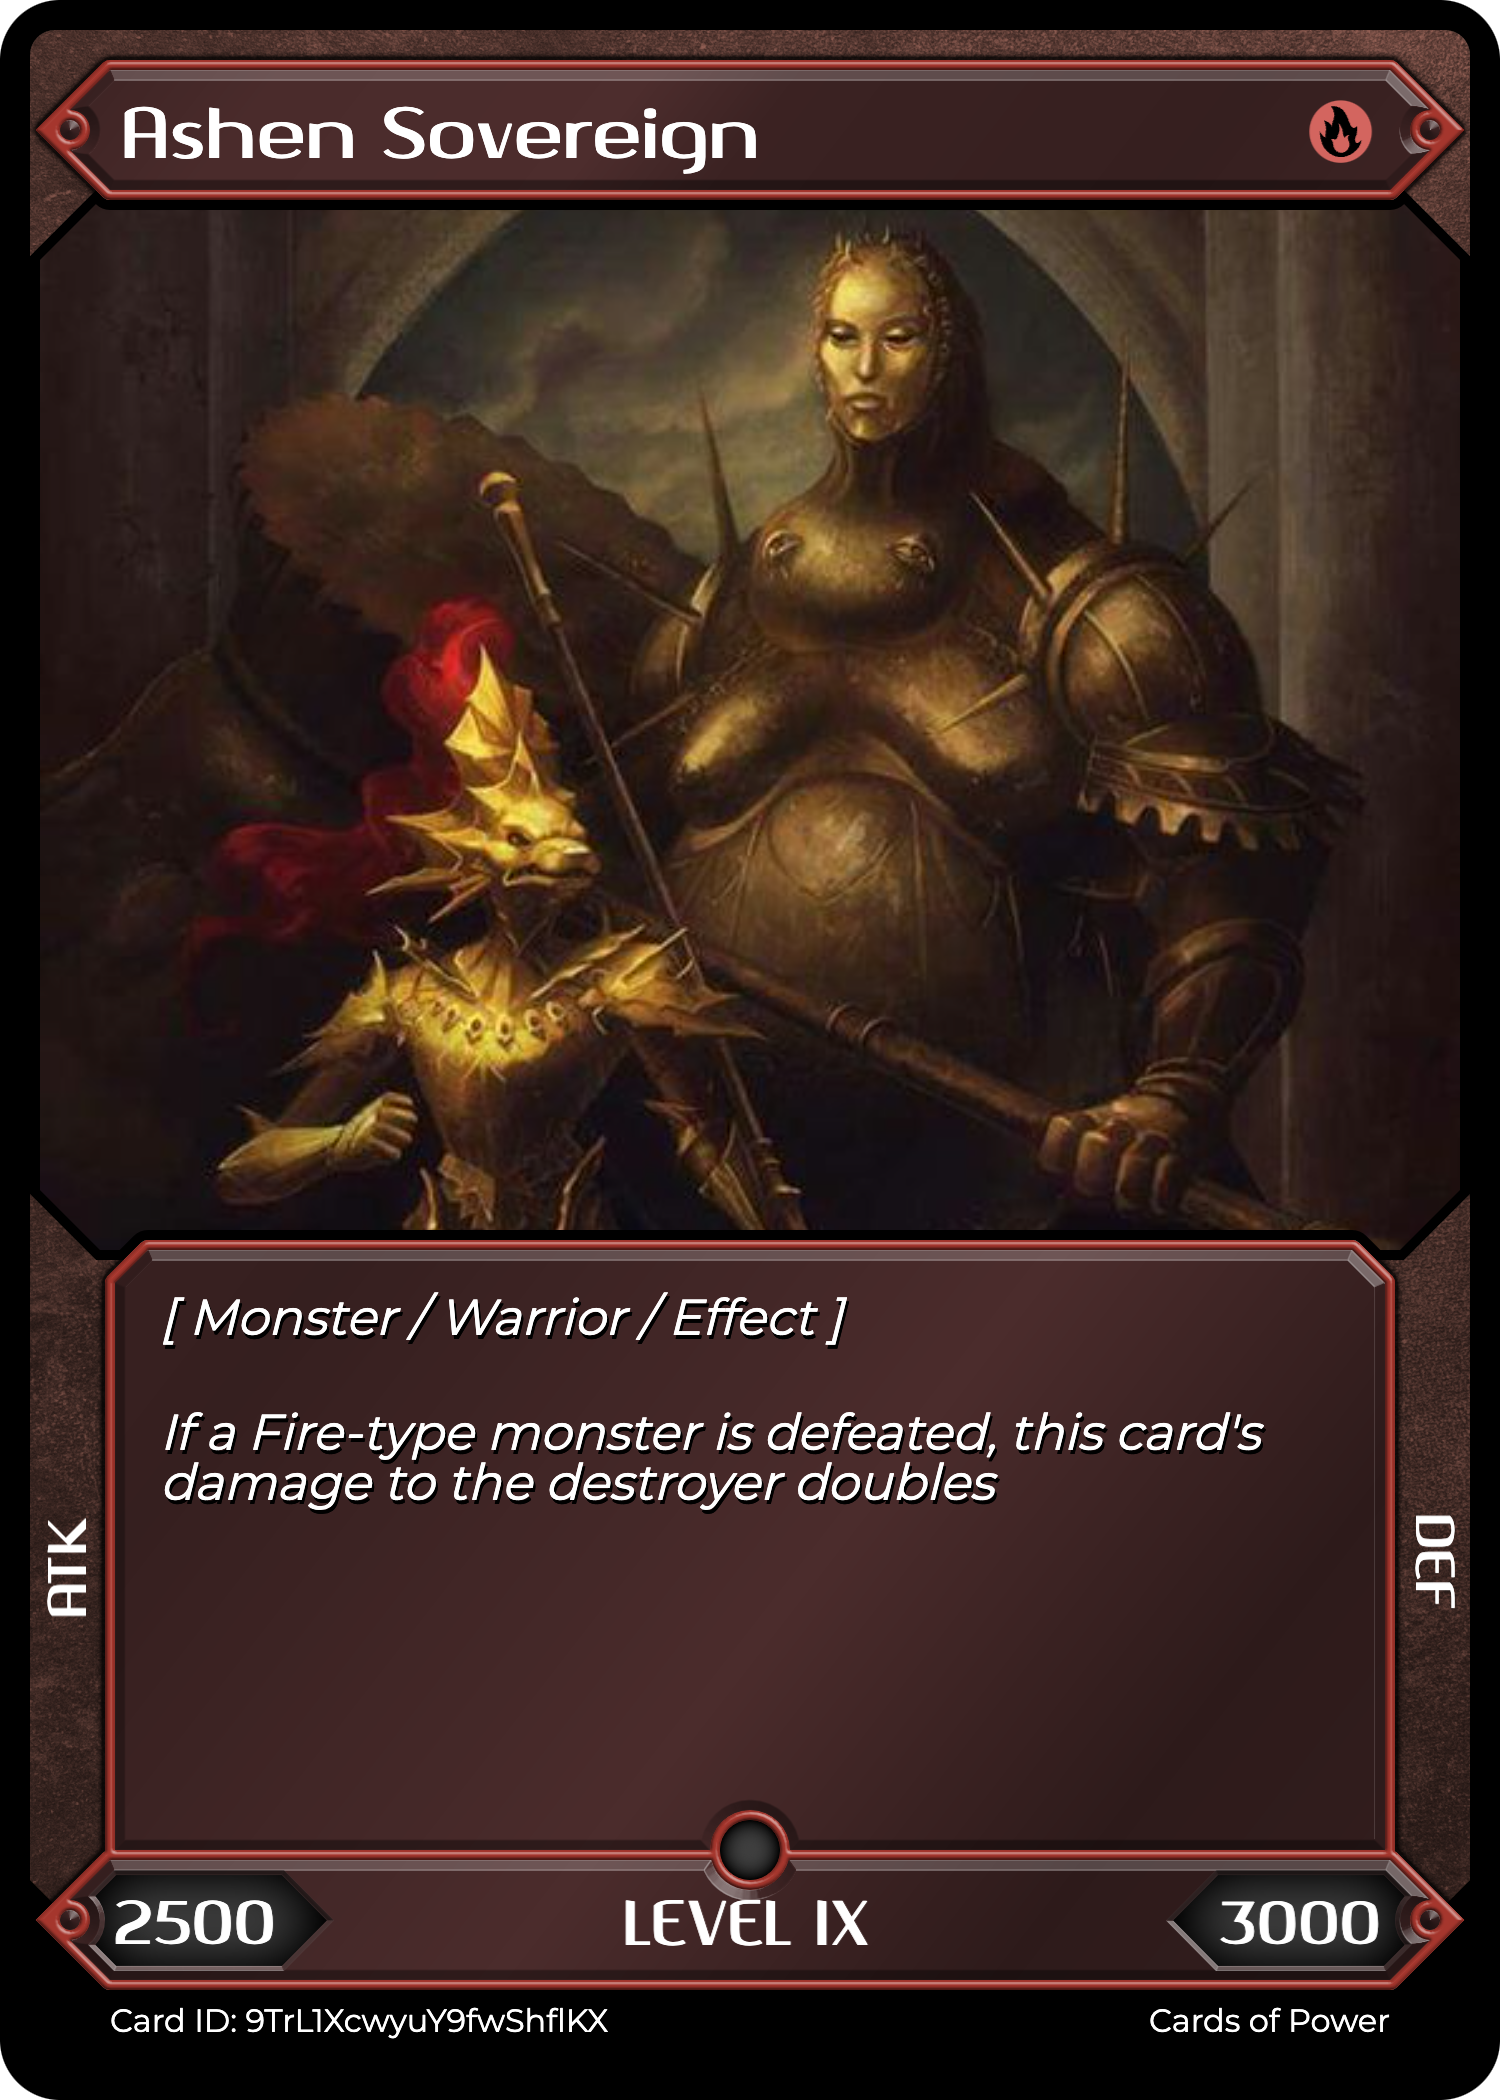 Ashen Sovereign
[ Monster / Warrior / Effect ]
If a Fire-type monster is defeated, this card's
damage to the destroyer doubles
ATK
DEF
2500
LEVEL IX
3000
Card ID: 9TrL1XcwyuY9fwShflKX
Cards of Power